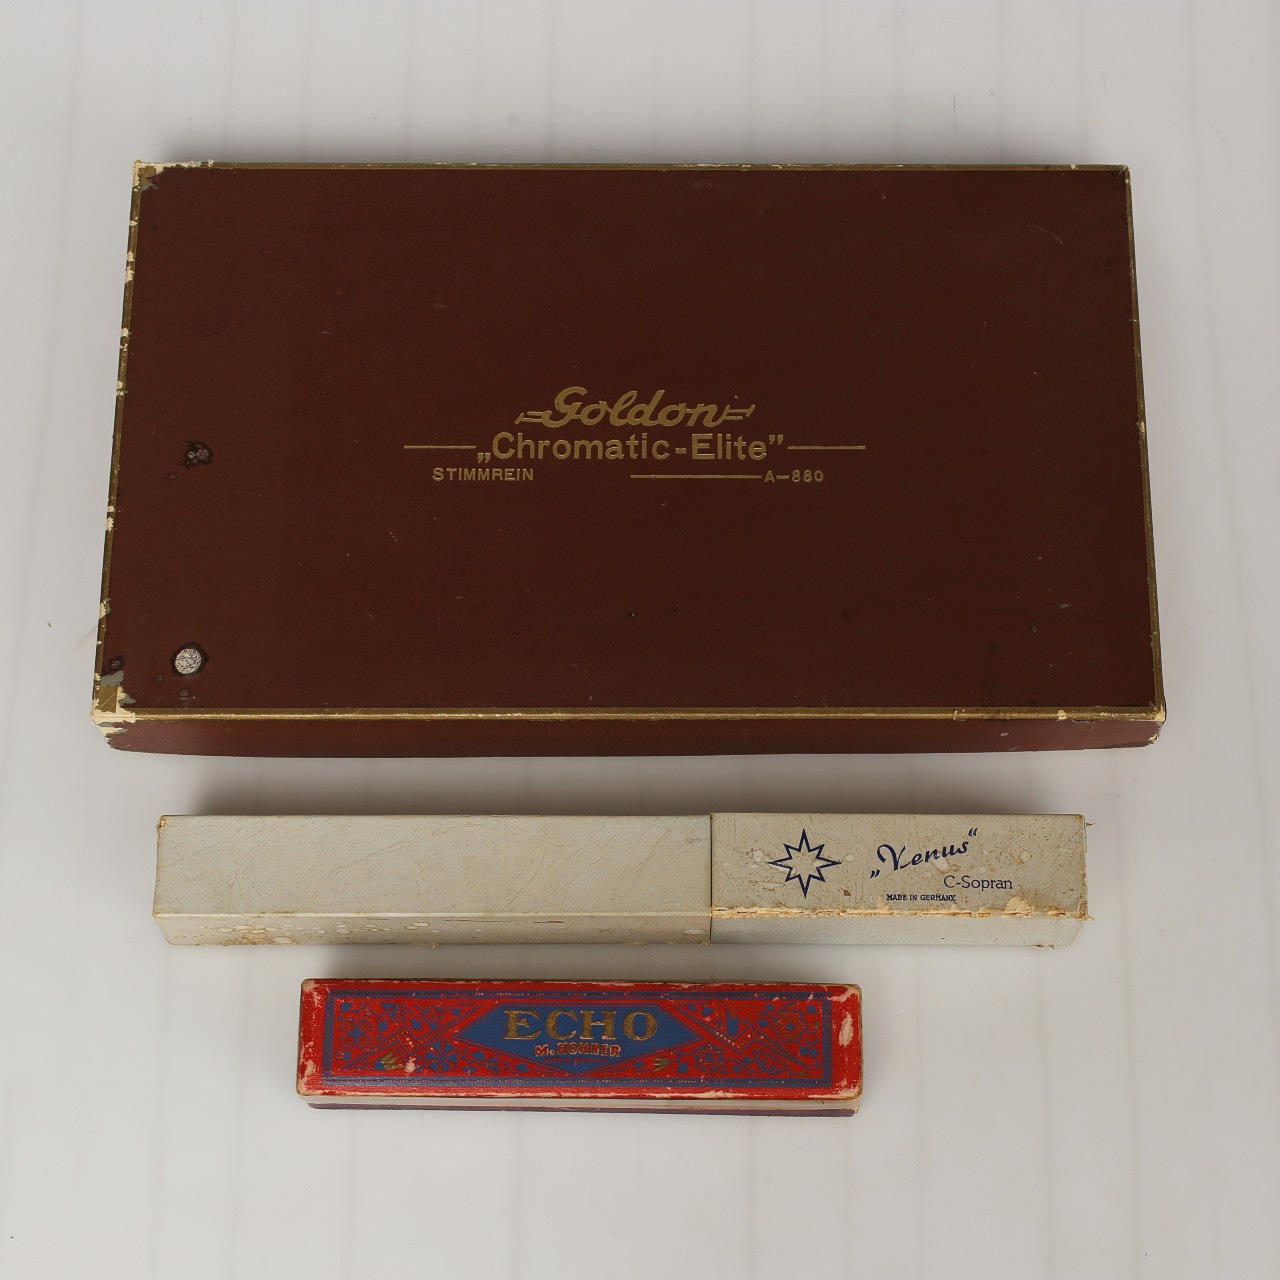 Goldon
„Chromatic-Elite”
STIMMREIN A-880
„Venus“
C-Sopran
MADE IN GERMANY
ECHO
M. HOHNER